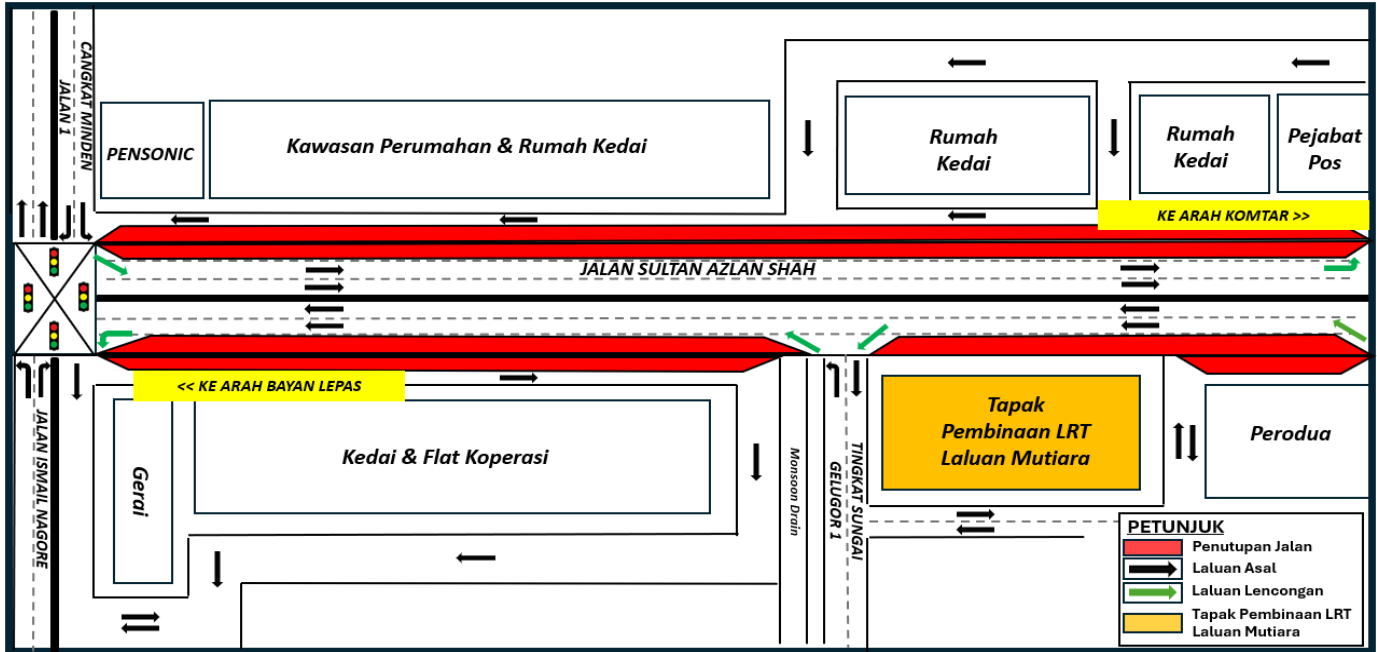 CANGKAT MINDEN
JALAN 1
PENSONIC
Kawasan Perumahan & Rumah Kedai
Rumah
Kedai
Rumah
Kedai
Pejabat
Pos
KE ARAH KOMTAR >>
JALAN SULTAN AZLAN SHAH
<< KE ARAH BAYAN LEPAS
JALAN ISMAIL NAGORE
Gerai
Kedai & Flat Koperasi
Monsoon Drain
TINGKAT SUNGAI
GELUGOR 1
Tapak
Pembinaan LRT
Laluan Mutiara
Perodua
PETUNJUK
Penutupan Jalan
Laluan Asal
Laluan Lencongan
Tapak Pembinaan LRT
Laluan Mutiara